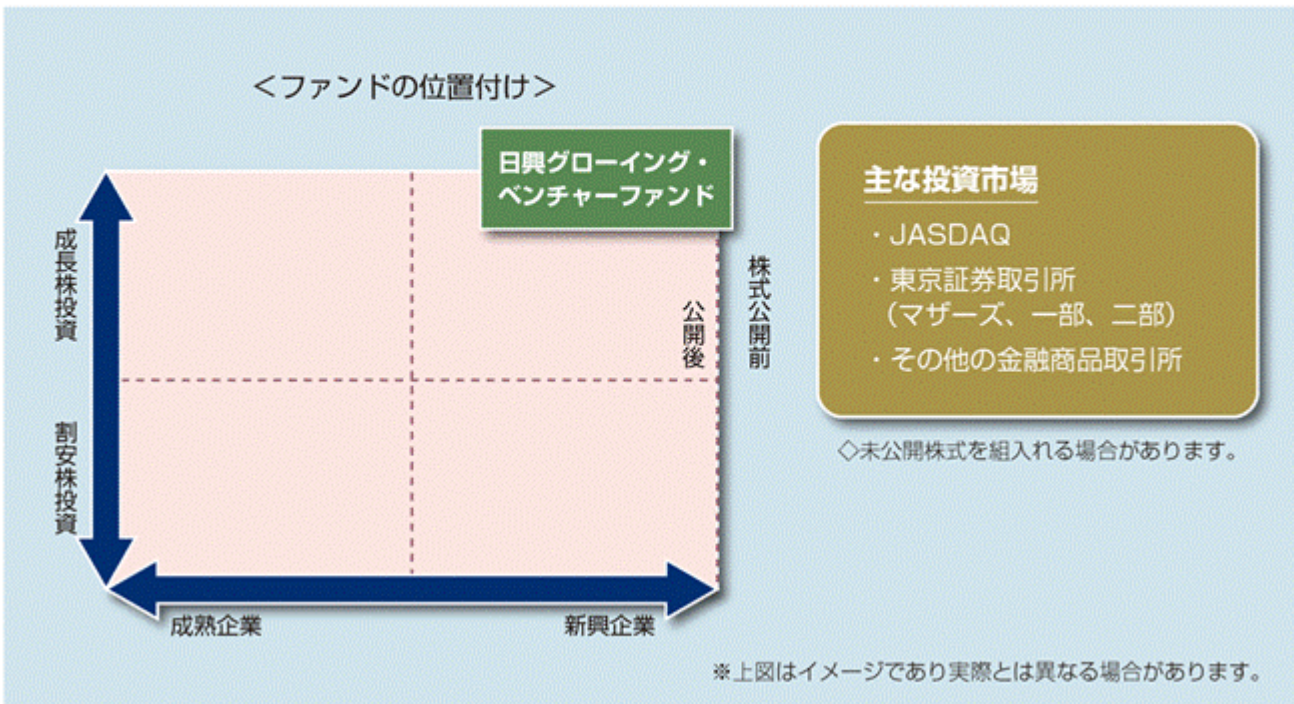 ＜ファンドの位置付け＞
日興グローイング・
ベンチャーファンド
成長株投資
割安株投資
公開後
株式公開前
成熟企業
新興企業
主な投資市場
・JASDAQ
・東京証券取引所
（マザーズ、一部、二部）
・その他の金融商品取引所
◇未公開株式を組入れる場合があります。
※上図はイメージであり実際とは異なる場合があります。